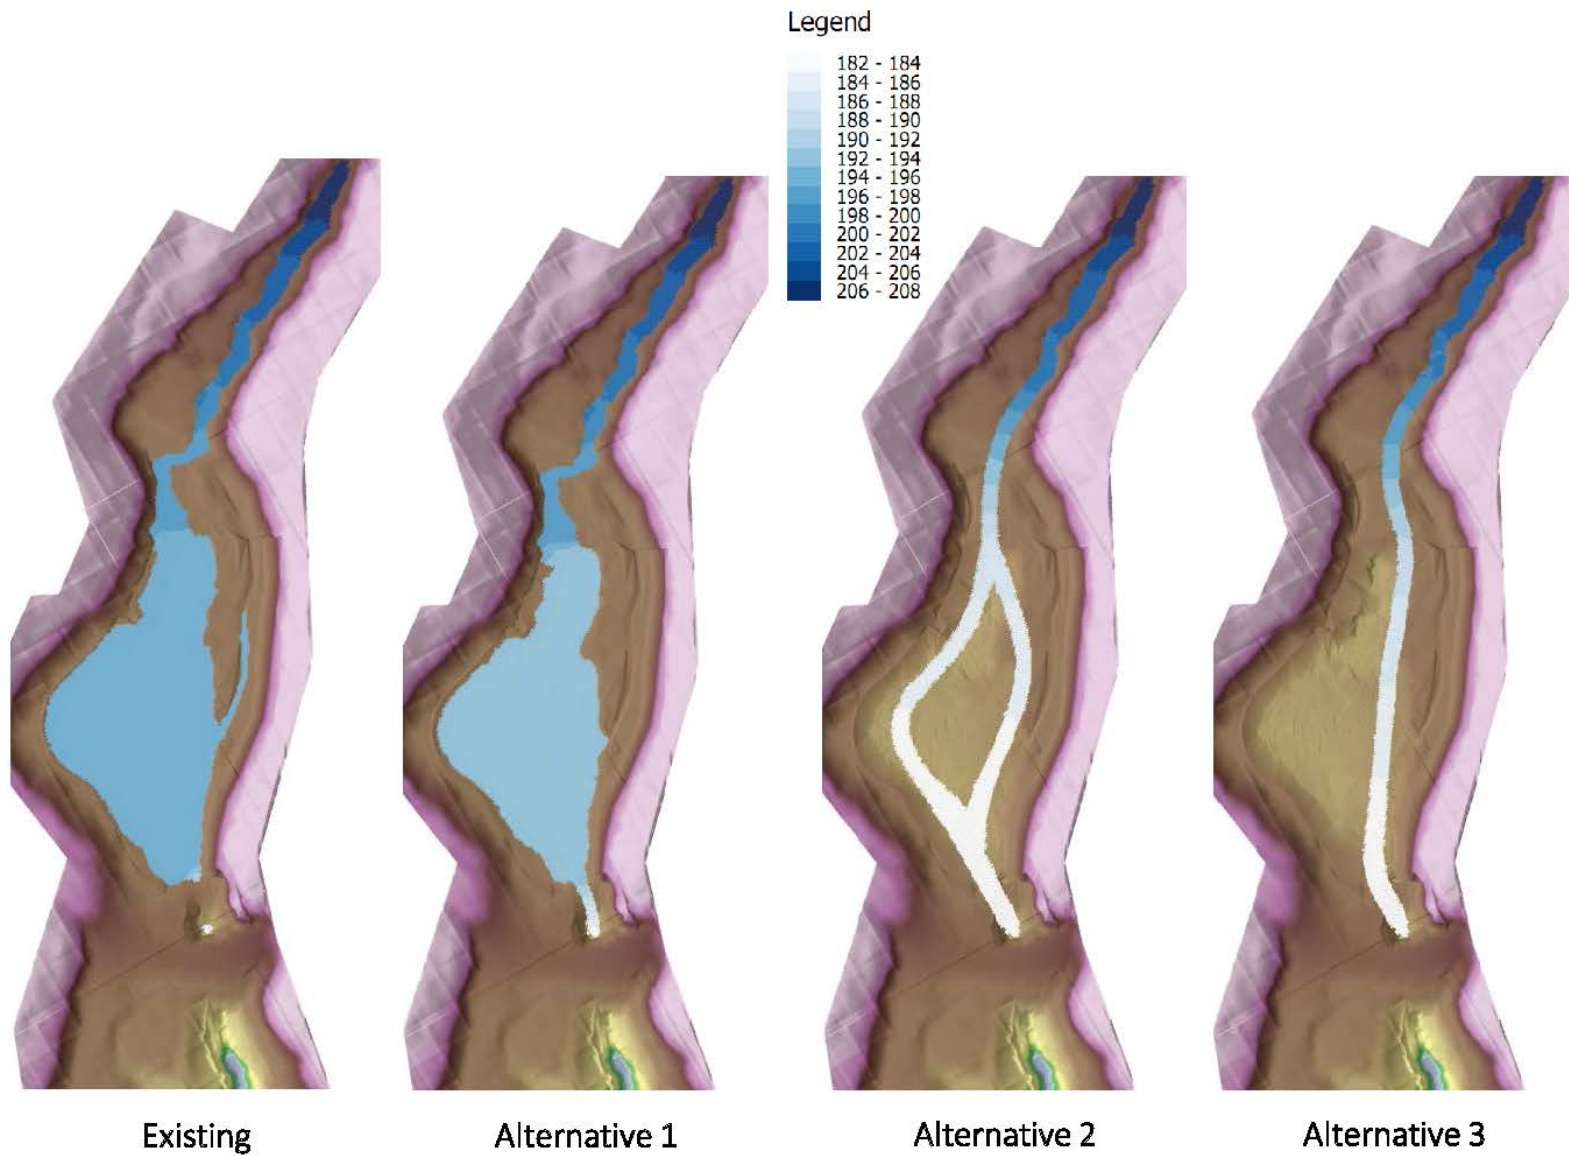 Legend
182 - 184
184 - 186
186 - 188
188 - 190
190 - 192
192 - 194
194 - 196
196 - 198
198 - 200
200 - 202
202 - 204
204 - 206
206 - 208
Existing
Alternative 1
Alternative 2
Alternative 3